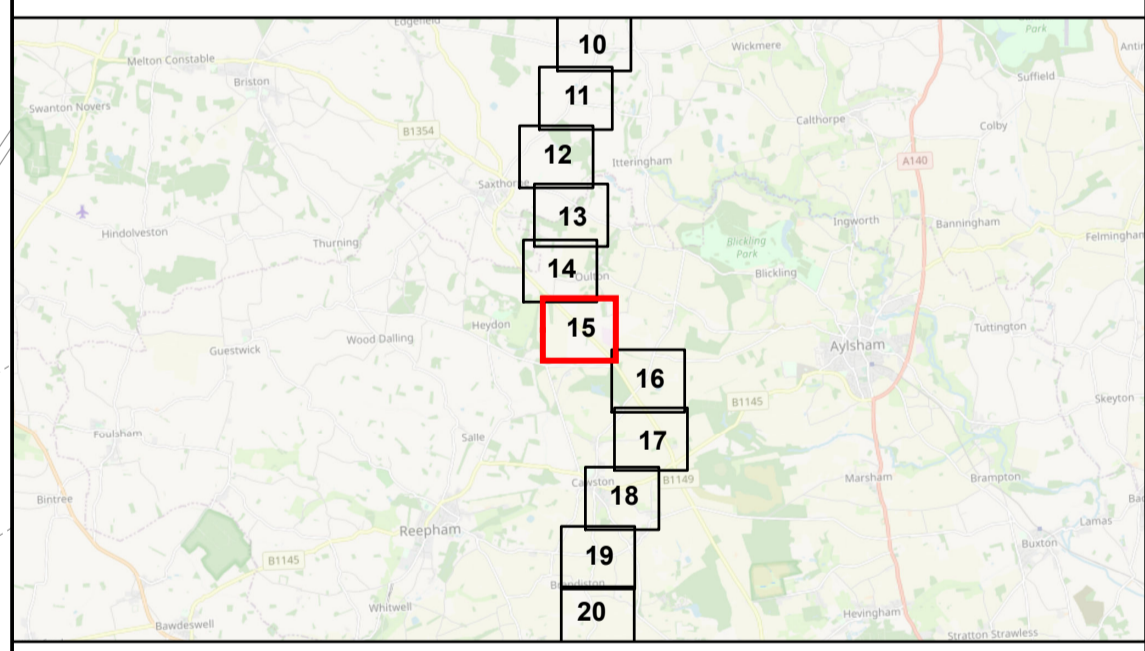 Edgefield
Park
10
Wickmere
Melton Constable
Briston
Suffield
Swanton Novers
11
Calthorpe
Colby
B1354
12
Itteringham
A140
Saxthorpe
13
Ingworth
Banningham
Hindolveston
Thurning
Blickling
Park
Felmingham
14
Oulton
Blickling
15
Heydon
Wood Dalling
Guestwick
Tuttington
Aylsham
16
B1145
Skeyton
Foulsham
Salle
17
Cawston
B1149
Marsham
Brampton
Bintree
18
Reepham
Lamas
Buxton
B1145
19
Brandiston
Whitwell
20
Hevingham
Bawdeswell
Stratton Strawless